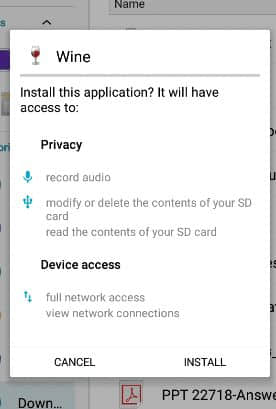 Name
Wine
Install this application? It will have
access to:
Privacy
record audio
modify or delete the contents of your SD
card
read the contents of your SD card
Device access
full network access
view network connections
CANCEL
INSTALL
Down...
PPT 22718-Answe